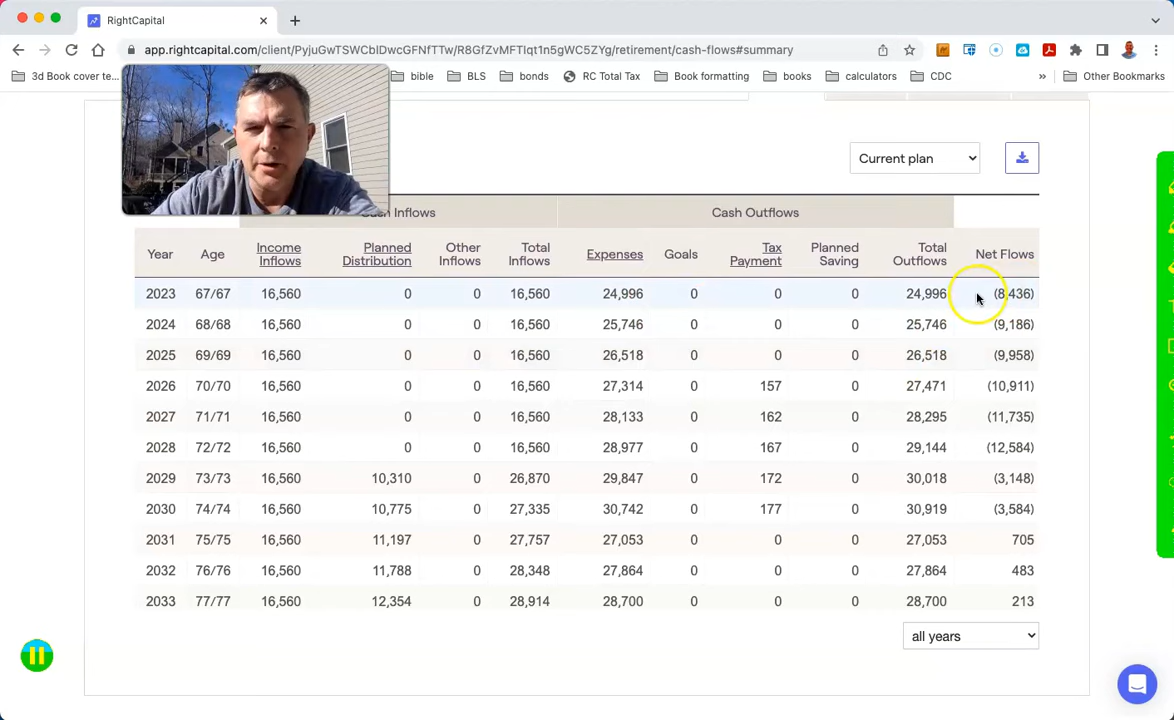 RightCapital
app.rightcapital.com/client/PyjuGwTSWCbIDwcGFNfTTw/R8GfZvMFTIqt1n5gWC5ZYg/retirement/cash-flows#summary
3d Book cover te... bible BLS bonds RC Total Tax Book formatting books calculators CDC » Other Bookmarks
Current plan
Inflows Cash Outflows
Year Age Income Inflows Planned Distribution Other Inflows Total Inflows Expenses Goals Tax Payment Planned Saving Total Outflows Net Flows
2023 67/67 16,560 0 0 16,560 24,996 0 0 0 24,996 (8,436)
2024 68/68 16,560 0 0 16,560 25,746 0 0 0 25,746 (9,186)
2025 69/69 16,560 0 0 16,560 26,518 0 0 0 26,518 (9,958)
2026 70/70 16,560 0 0 16,560 27,314 0 157 0 27,471 (10,911)
2027 71/71 16,560 0 0 16,560 28,133 0 162 0 28,295 (11,735)
2028 72/72 16,560 0 0 16,560 28,977 0 167 0 29,144 (12,584)
2029 73/73 16,560 10,310 0 26,870 29,847 0 172 0 30,018 (3,148)
2030 74/74 16,560 10,775 0 27,335 30,742 0 177 0 30,919 (3,584)
2031 75/75 16,560 11,197 0 27,757 27,053 0 0 0 27,053 705
2032 76/76 16,560 11,788 0 28,348 27,864 0 0 0 27,864 483
2033 77/77 16,560 12,354 0 28,914 28,700 0 0 0 28,700 213
all years